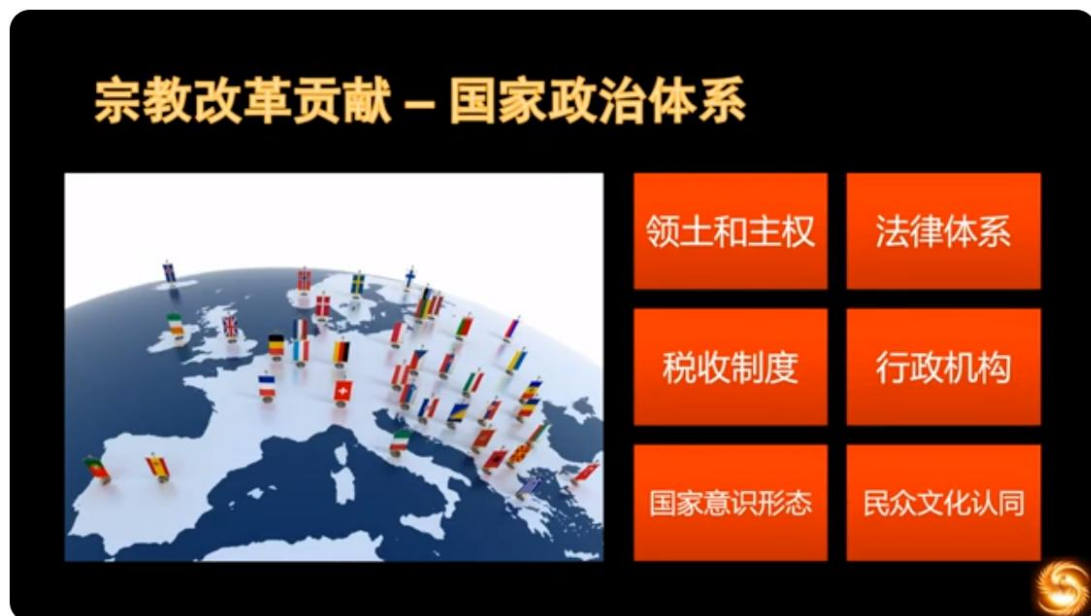 宗教改革贡献 – 国家政治体系
领土和主权
法律体系
税收制度
行政机构
国家意识形态
民众文化认同